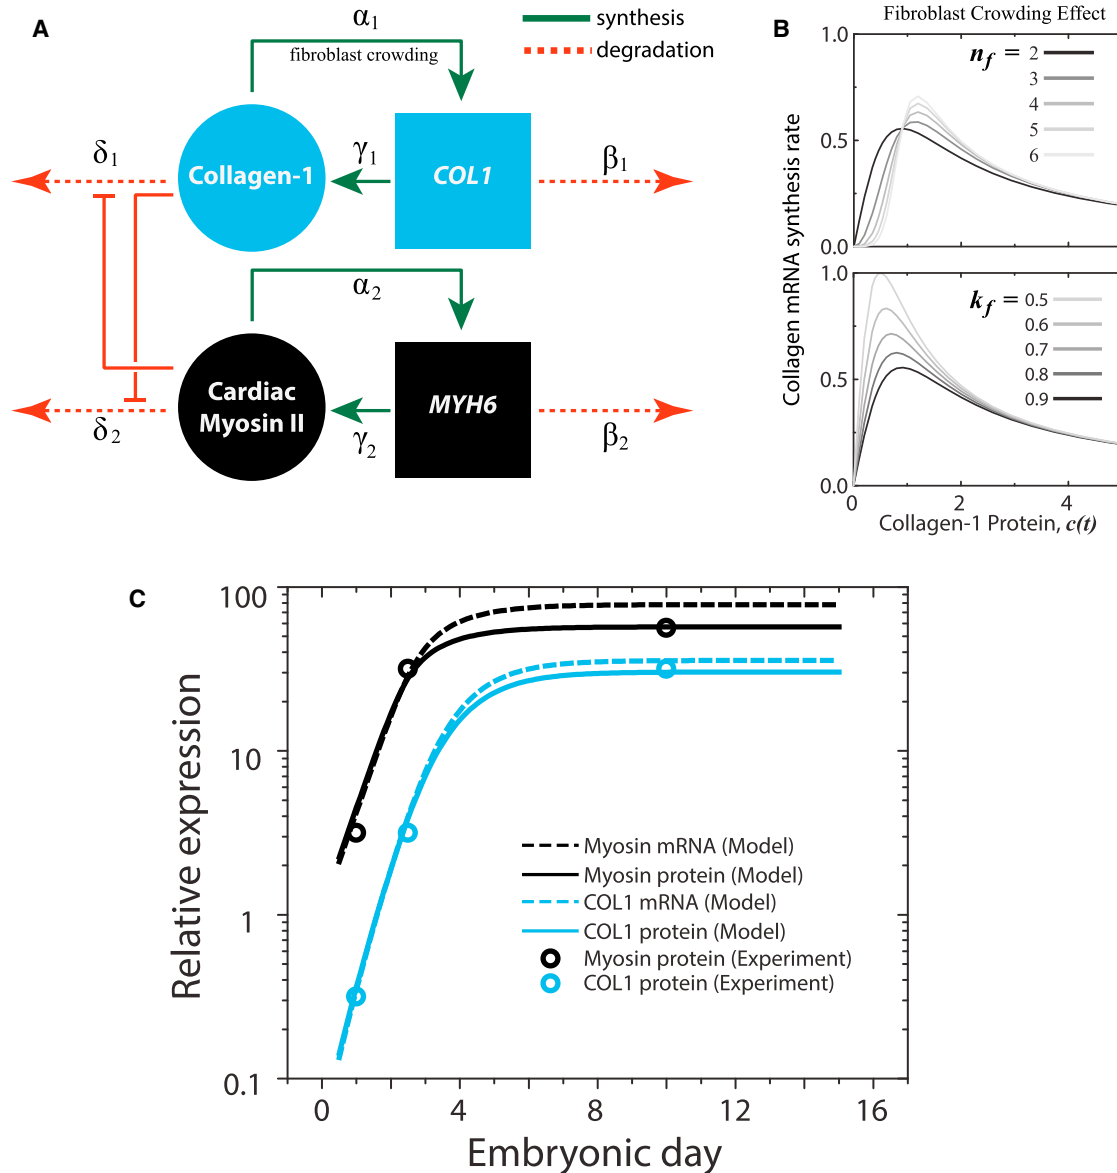 A
α1
fibroblast crowding
synthesis
degradation
δ1
Collagen-1
γ1
COL1
β1
α2
δ2
Cardiac
Myosin II
γ2
MYH6
β2
B
Fibroblast Crowding Effect
Collagen mRNA synthesis rate
1.0
0.5
0.0
nf = 2
3
4
5
6
1.0
0.5
0.0
kf = 0.5
0.6
0.7
0.8
0.9
0 2 4
Collagen-1 Protein, c(t)
C
Relative expression
100
10
1
0.1
Myosin mRNA (Model)
Myosin protein (Model)
COL1 mRNA (Model)
COL1 protein (Model)
Myosin protein (Experiment)
COL1 protein (Experiment)
0 4 8 12 16
Embryonic day